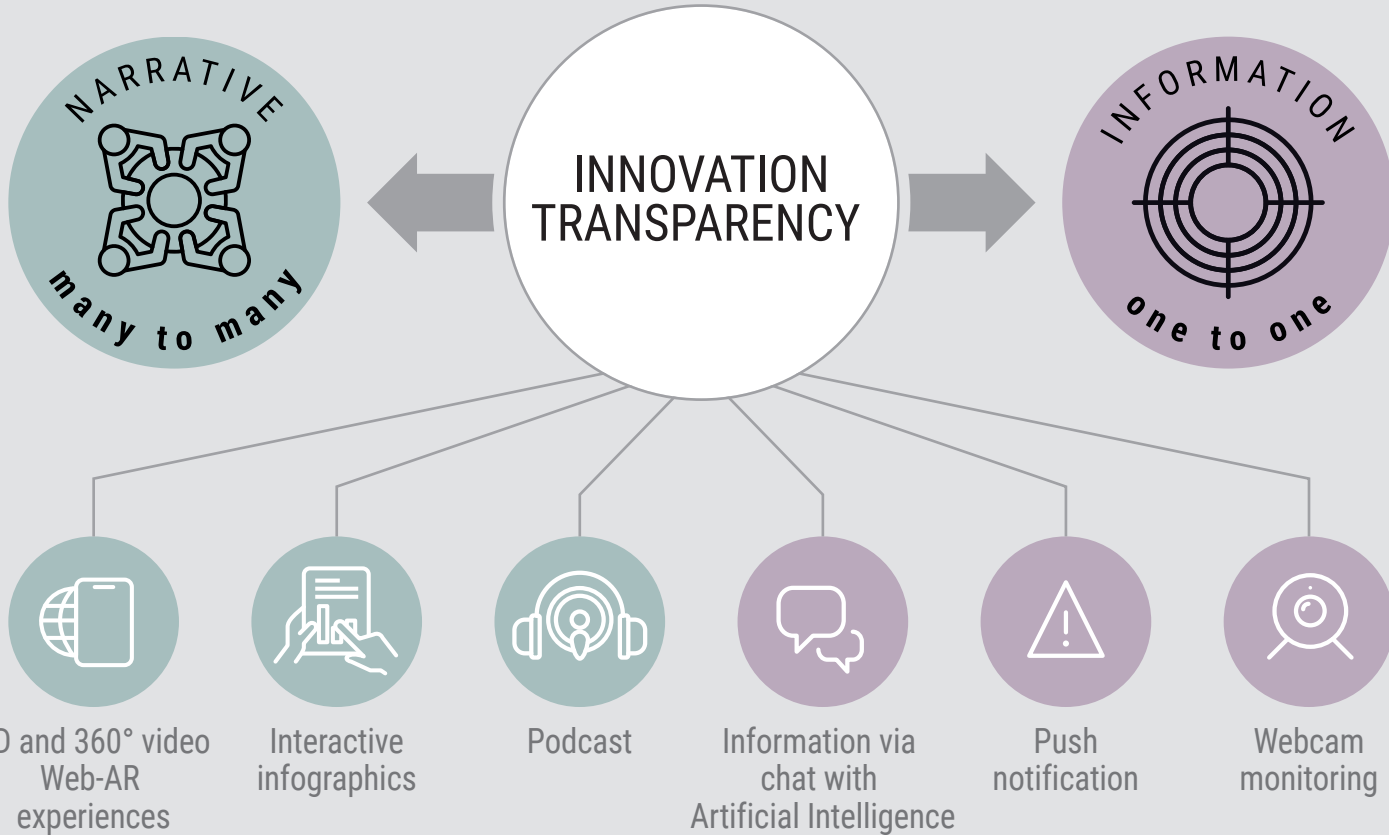 NARRATIVE
many to many
INNOVATION
TRANSPARENCY
INFORMATION
one to one
D and 360° video
Web-AR
experiences
Interactive
infographics
Podcast
Information via
chat with
Artificial Intelligence
Push
notification
Webcam
monitoring